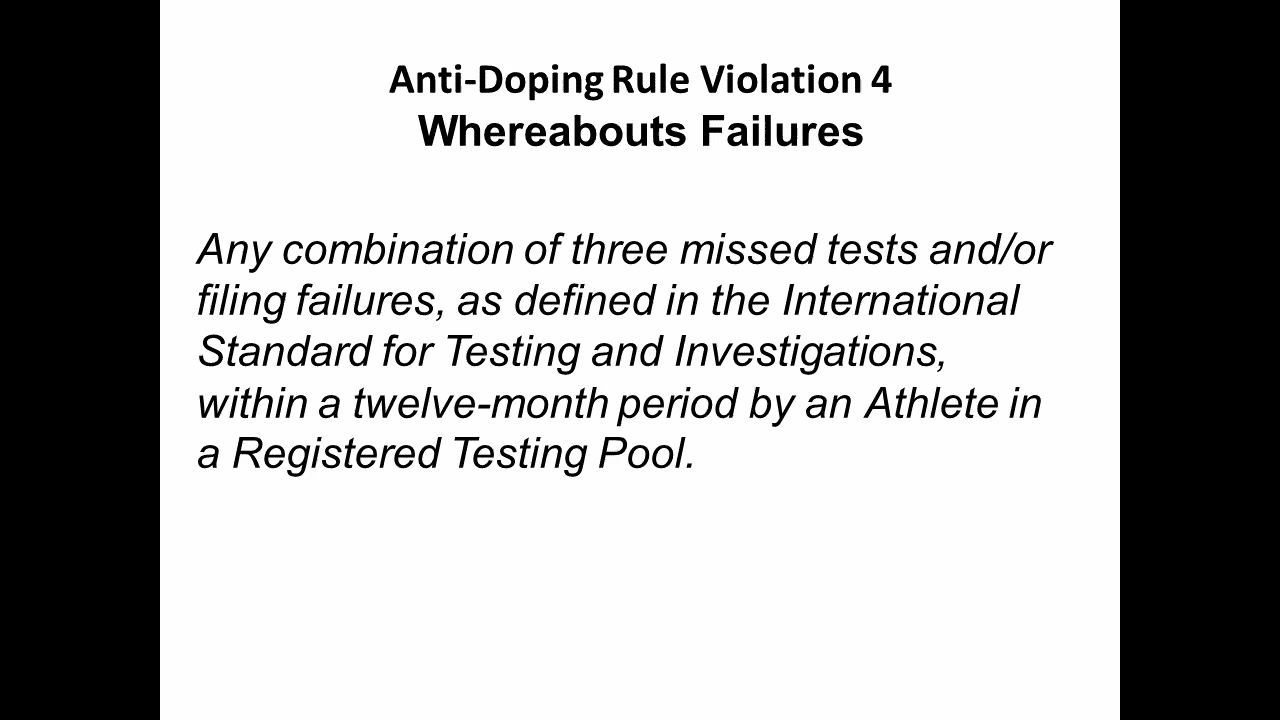 Anti-Doping Rule Violation 4
Whereabouts Failures
Any combination of three missed tests and/or
filing failures, as defined in the International
Standard for Testing and Investigations,
within a twelve-month period by an Athlete in
a Registered Testing Pool.